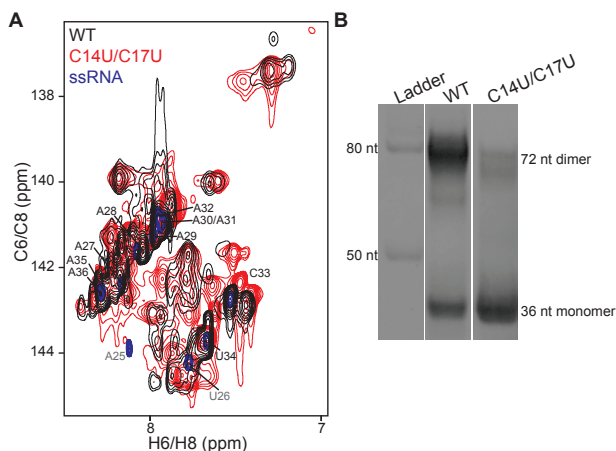 A
WT
C14U/C17U
ssRNA
138
140
142
144
C6/C8 (ppm)
A28
A27
A35
A36
A25
A32
A30/A31
A29
C33
U34
U26
8
7
H6/H8 (ppm)
B
Ladder
WT
C14U/C17U
80 nt
72 nt dimer
50 nt
36 nt monomer